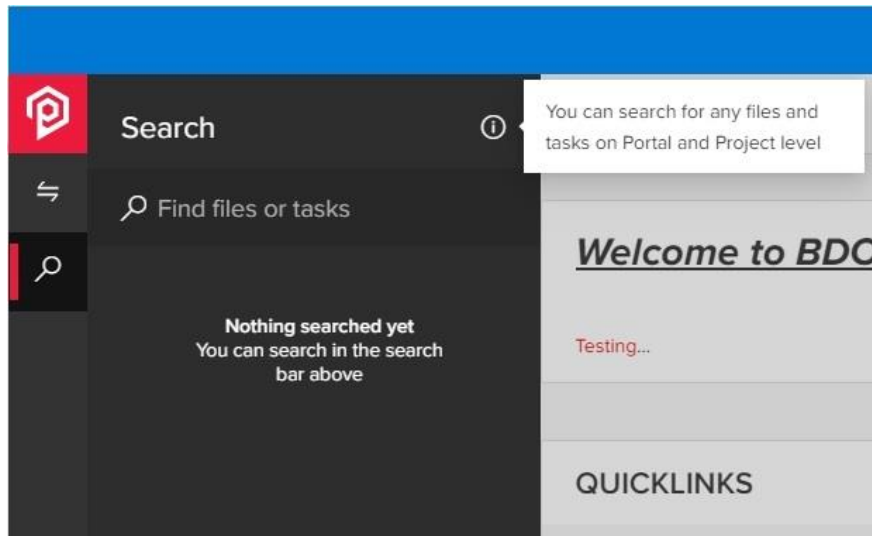 Search
You can search for any files and
tasks on Portal and Project level
Find files or tasks
Nothing searched yet
You can search in the search
bar above
Welcome to BDO
Testing...
QUICKLINKS